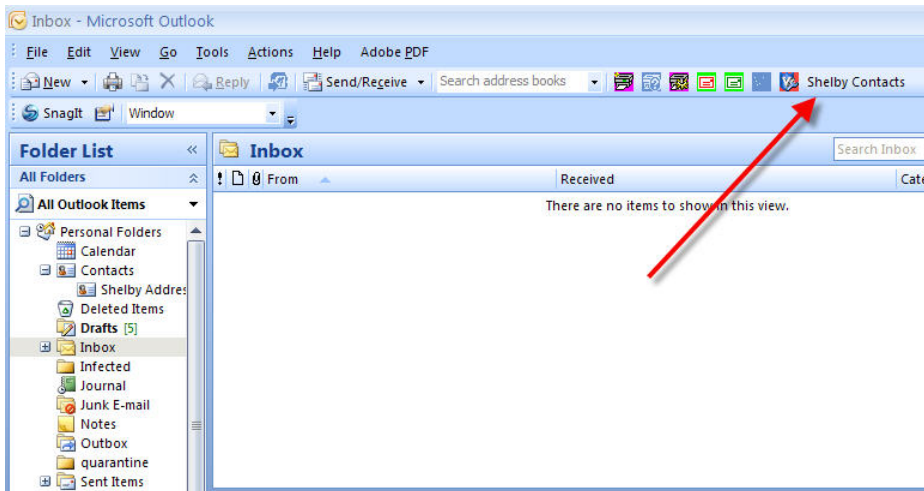 Inbox - Microsoft Outlook
File Edit View Go Tools Actions Help Adobe PDF
New Reply Send/Receive Search address books Shelby Contacts
SnagIt Window
Folder List «
All Folders
All Outlook Items
Personal Folders
Calendar
Contacts
Shelby Addres
Deleted Items
Drafts [5]
Inbox
Infected
Journal
Junk E-mail
Notes
Outbox
quarantine
Sent Items
Inbox Search Inbox
! From Received Cate
There are no items to show in this view.